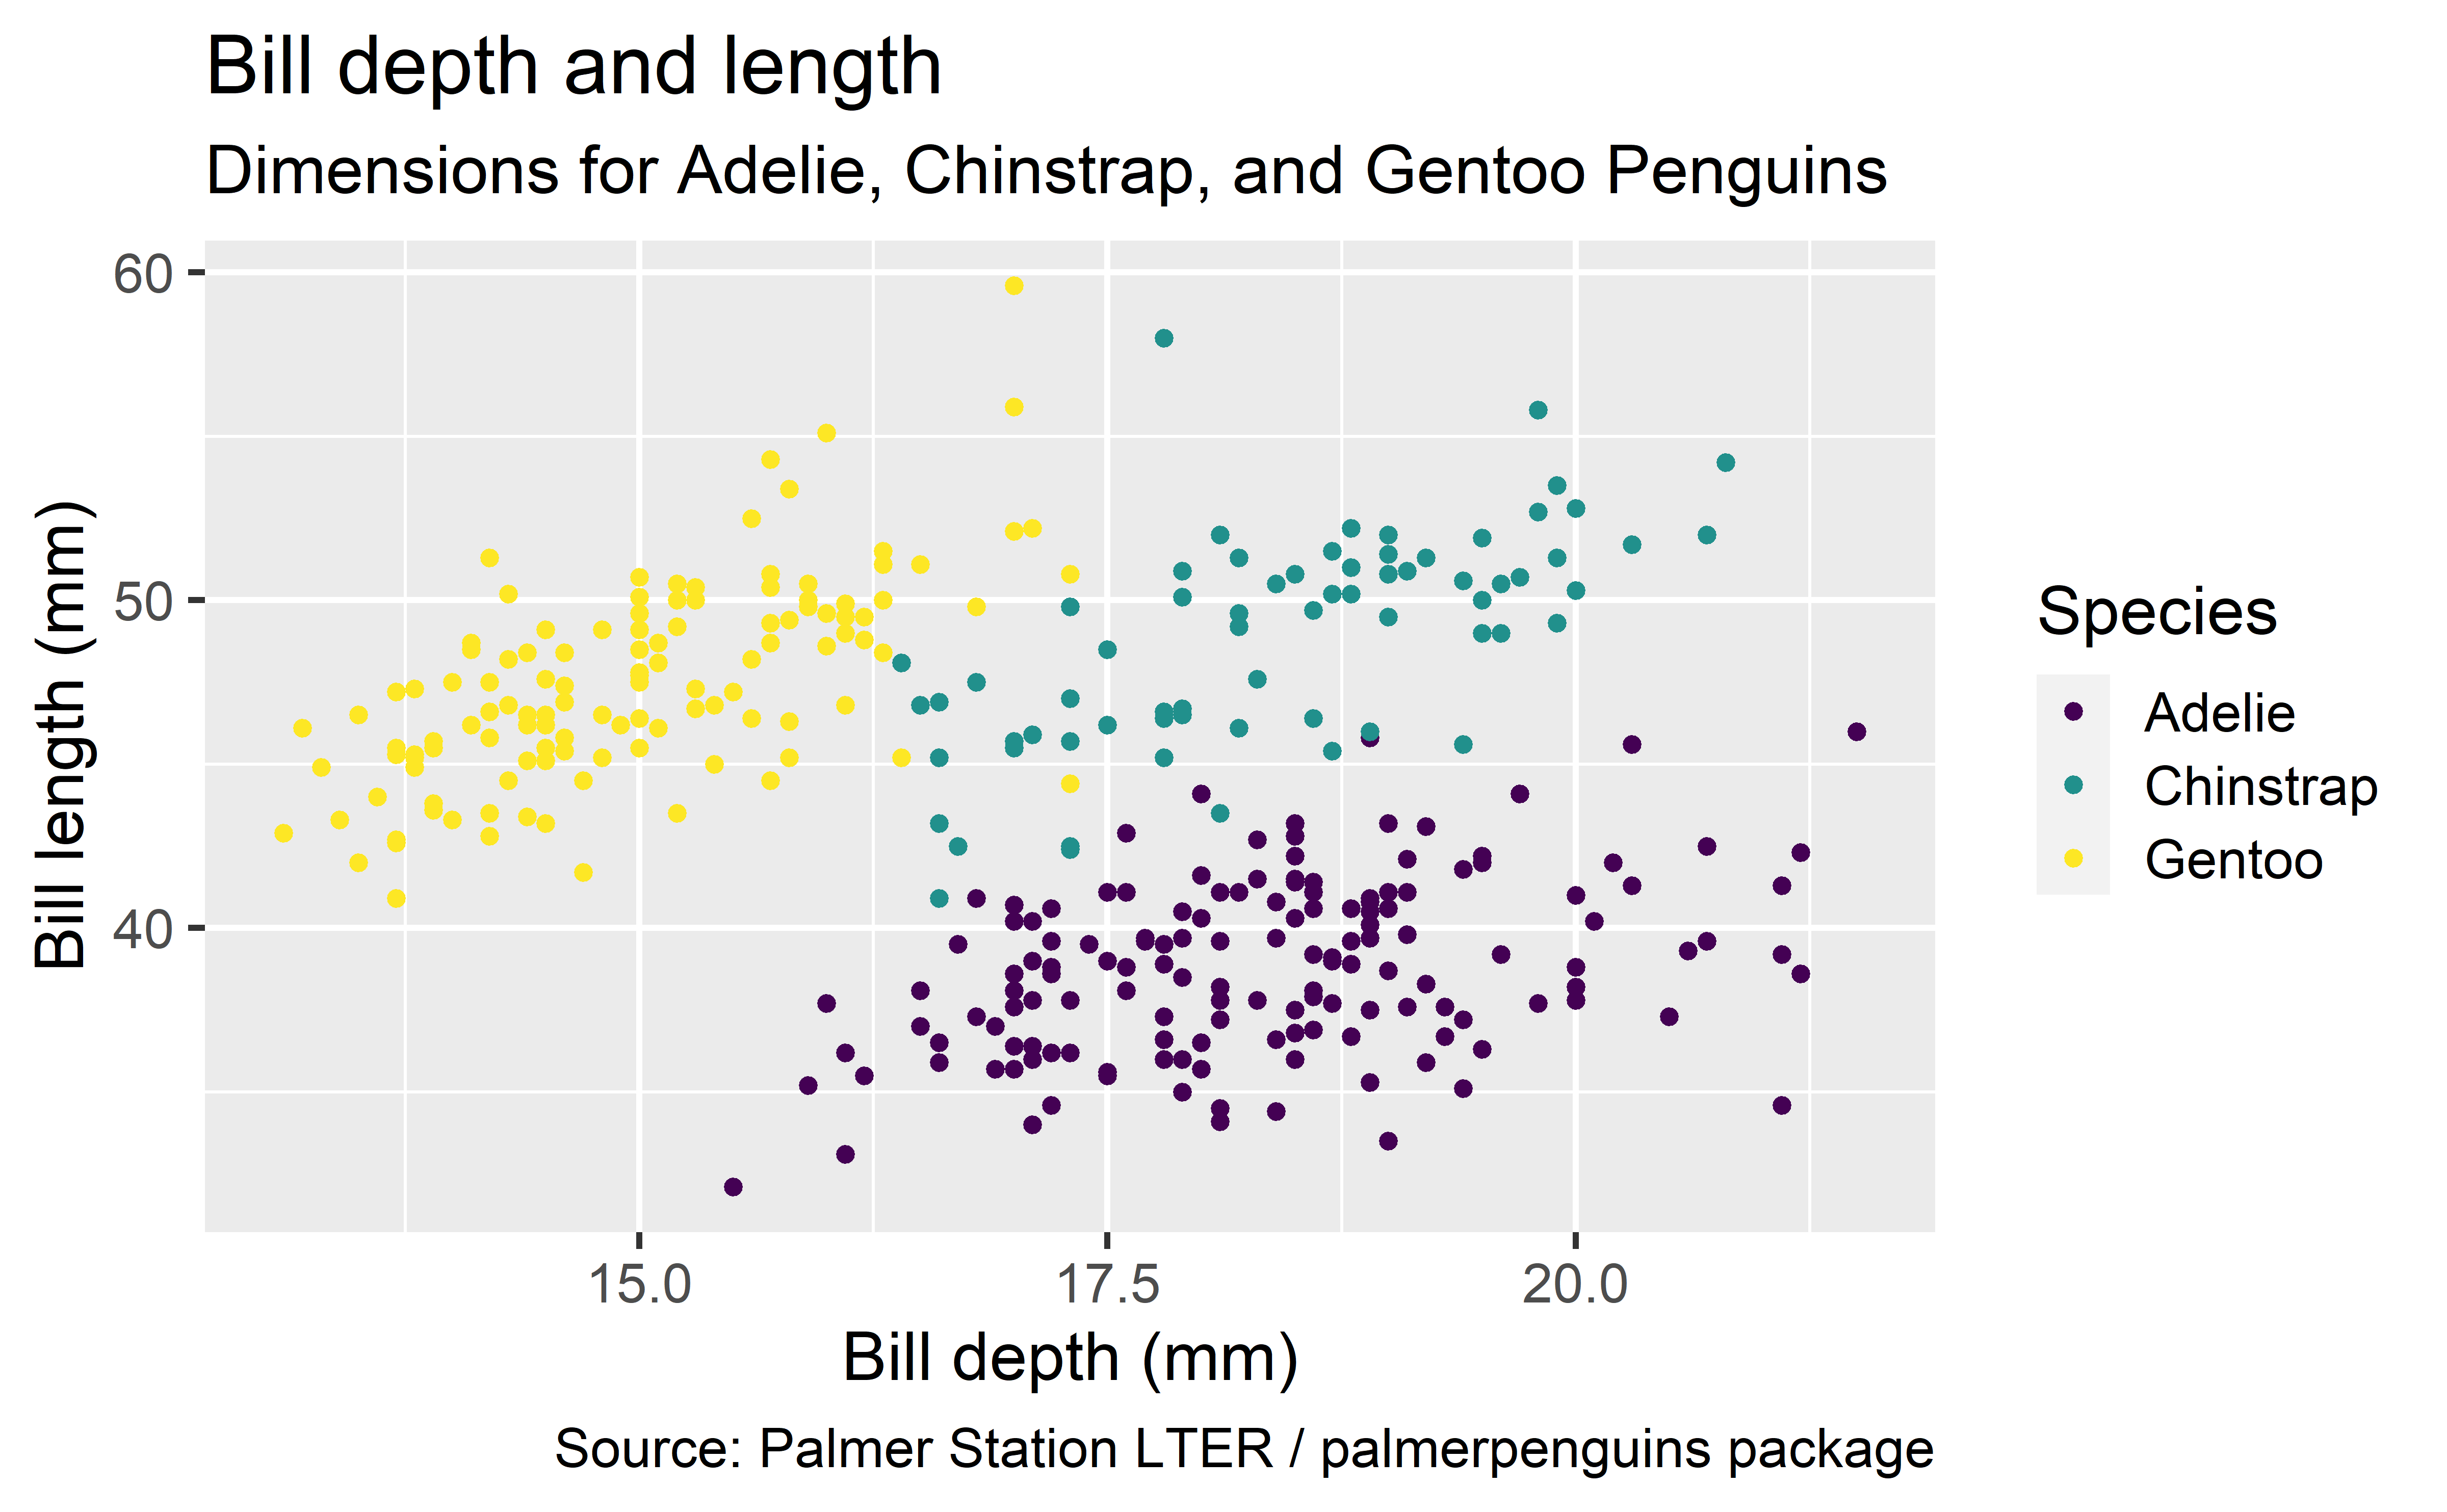 Bill depth and length
Dimensions for Adelie, Chinstrap, and Gentoo Penguins
60
50
40
Bill length (mm)
15.0
17.5
20.0
Bill depth (mm)
Species
Adelie
Chinstrap
Gentoo
Source: Palmer Station LTER / palmerpenguins package